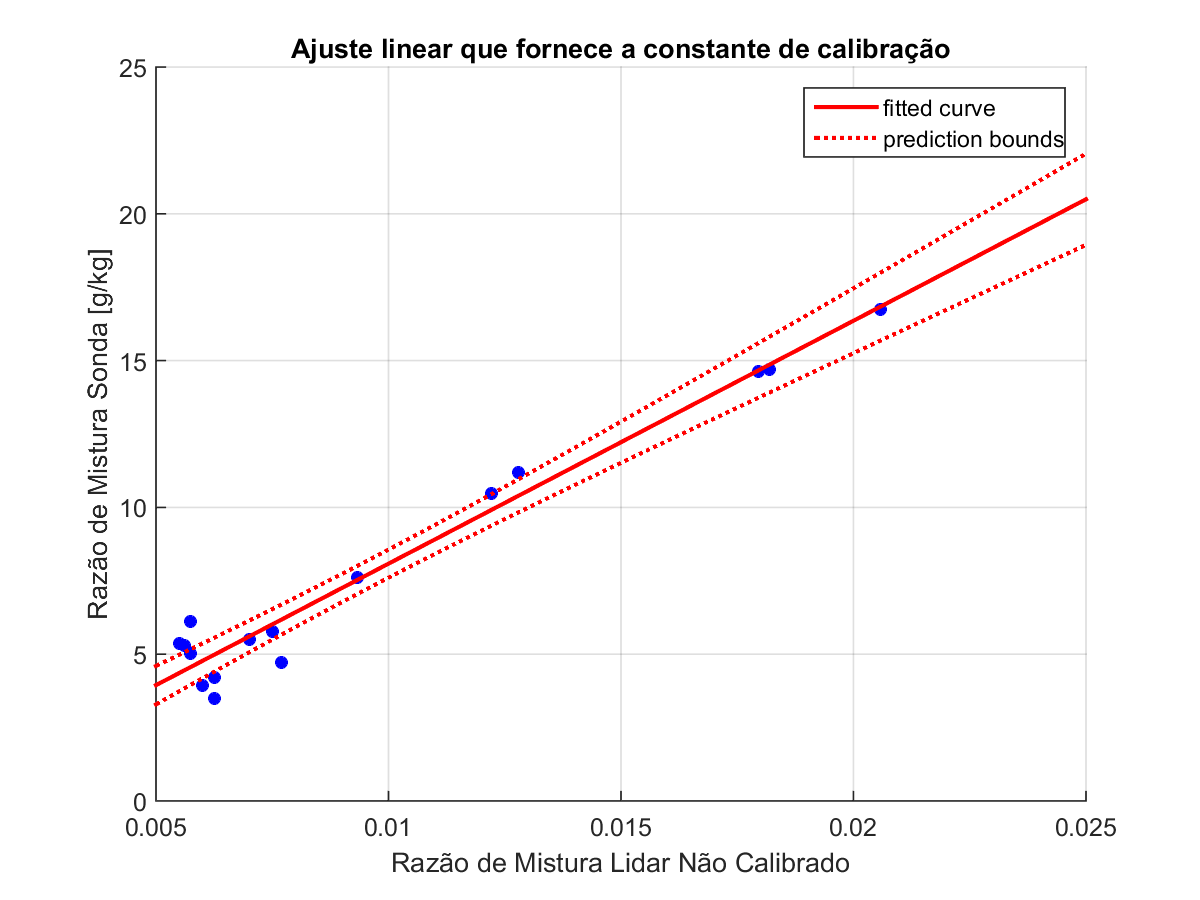 Ajuste linear que fornece a constante de calibração
fitted curve
prediction bounds
25
20
15
10
5
0
Razão de Mistura Sonda [g/kg]
0.005
0.01
0.015
0.02
0.025
Razão de Mistura Lidar Não Calibrado